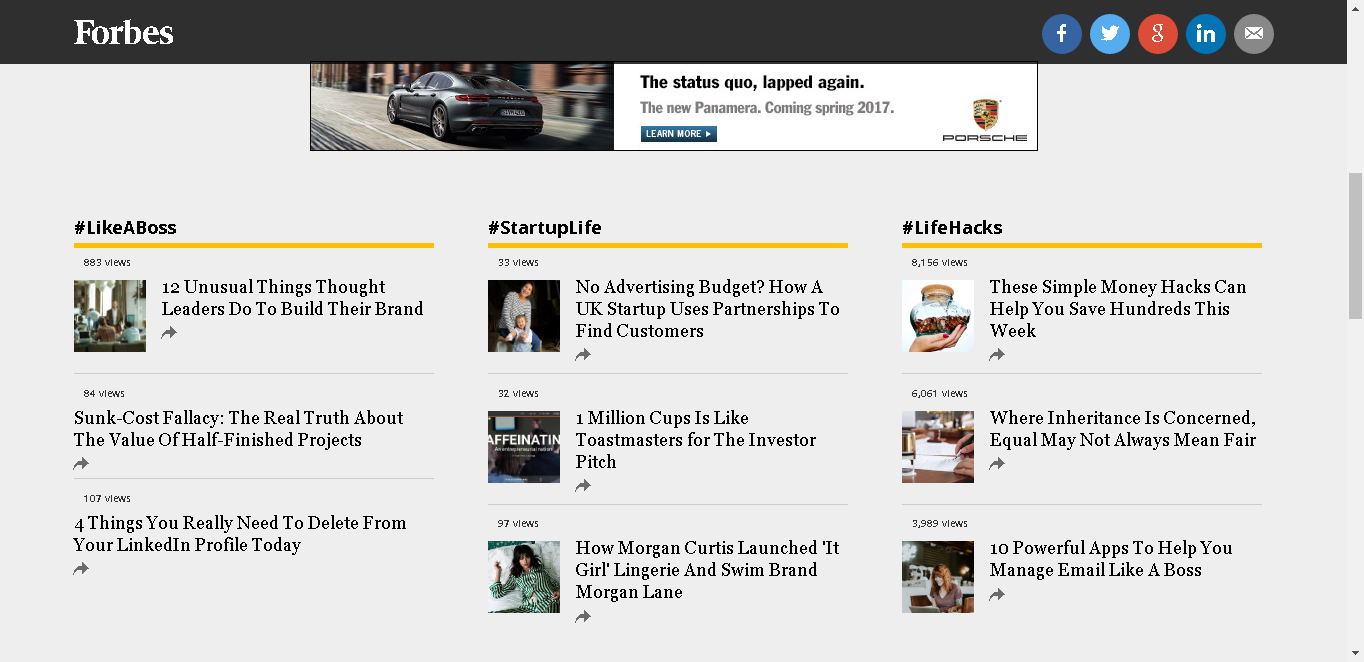 Forbes
The status quo, lapped again.
The new Panamera. Coming spring 2017.
LEARN MORE
PORSCHE
#LikeABoss
883 views
12 Unusual Things Thought
Leaders Do To Build Their Brand
84 views
Sunk-Cost Fallacy: The Real Truth About
The Value Of Half-Finished Projects
107 views
4 Things You Really Need To Delete From
Your LinkedIn Profile Today
#StartupLife
33 views
No Advertising Budget? How A
UK Startup Uses Partnerships To
Find Customers
32 views
AFFEINATIN
An entrepreneurial nation
1 Million Cups Is Like
Toastmasters for The Investor
Pitch
97 views
How Morgan Curtis Launched 'It
Girl' Lingerie And Swim Brand
Morgan Lane
#LifeHacks
8,156 views
These Simple Money Hacks Can
Help You Save Hundreds This
Week
6,061 views
Where Inheritance Is Concerned,
Equal May Not Always Mean Fair
3,989 views
10 Powerful Apps To Help You
Manage Email Like A Boss